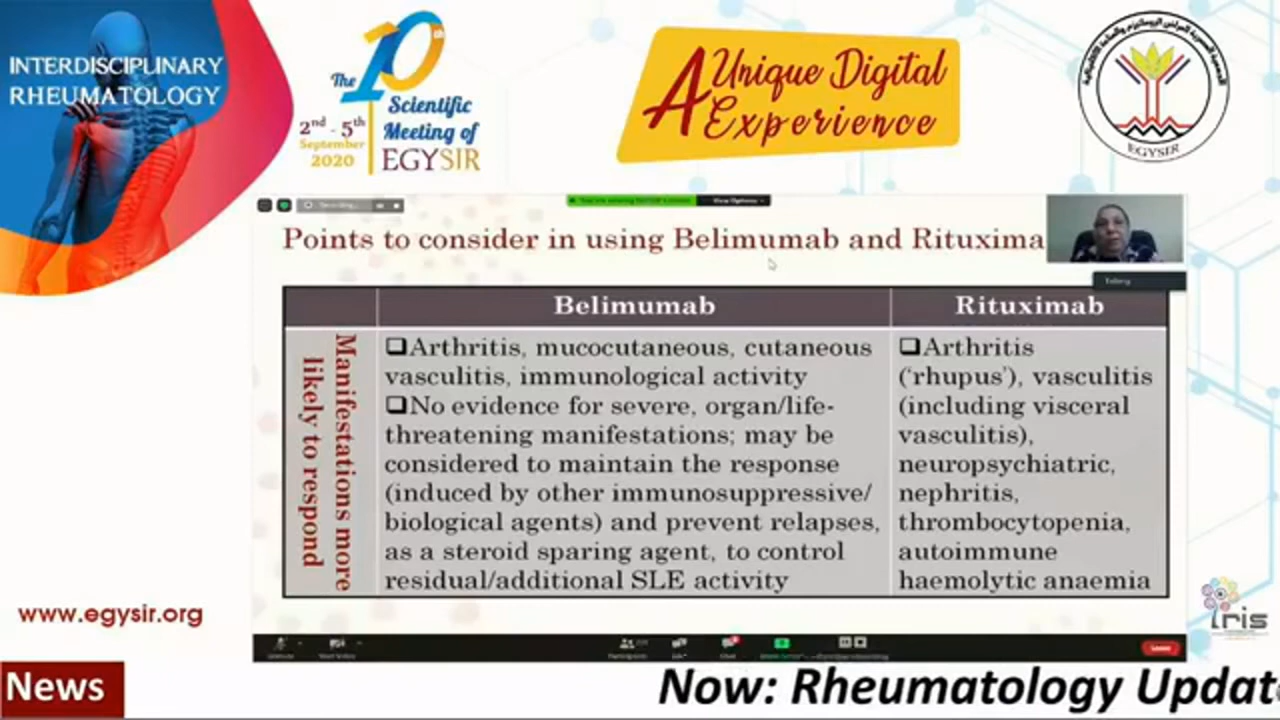 INTERDISCIPLINARY
RHEUMATOLOGY
The 10th
Scientific
Meeting of
EGYSIR
2nd - 5th
September
2020
A Unique Digital
Experience
EGYSIR
View Options
Points to consider in using Belimumab and Rituxima
Belimumab
Rituximab
Manifestations more
likely to respond
❑Arthritis, mucocutaneous, cutaneous
vasculitis, immunological activity
❑No evidence for severe, organ/life-
threatening manifestations; may be
considered to maintain the response
(induced by other immunosuppressive/
biological agents) and prevent relapses,
as a steroid sparing agent, to control
residual/additional SLE activity
❑Arthritis
(‘rhupus’), vasculitis
(including visceral
vasculitis),
neuropsychiatric,
nephritis,
thrombocytopenia,
autoimmune
haemolytic anaemia
www.egysir.org
iris
Leave
News
Now: Rheumatology Updat